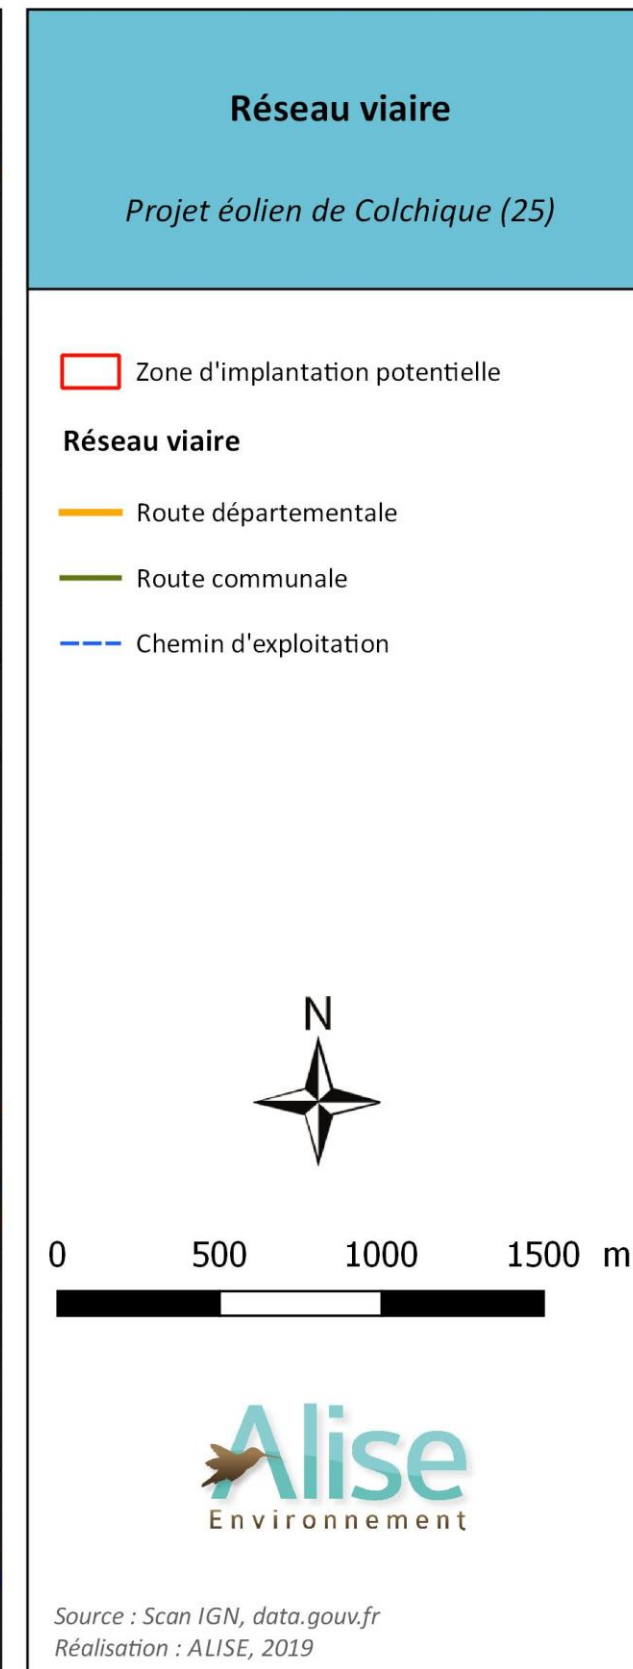 Réseau viaire
Projet éolien de Colchique (25)
Zone d'implantation potentielle
Réseau viaire
Route départementale
Route communale
Chemin d'exploitation
N
0 500 1000 1500 m
Alise
Environnement
Source : Scan IGN, data.gouv.fr
Réalisation : ALISE, 2019